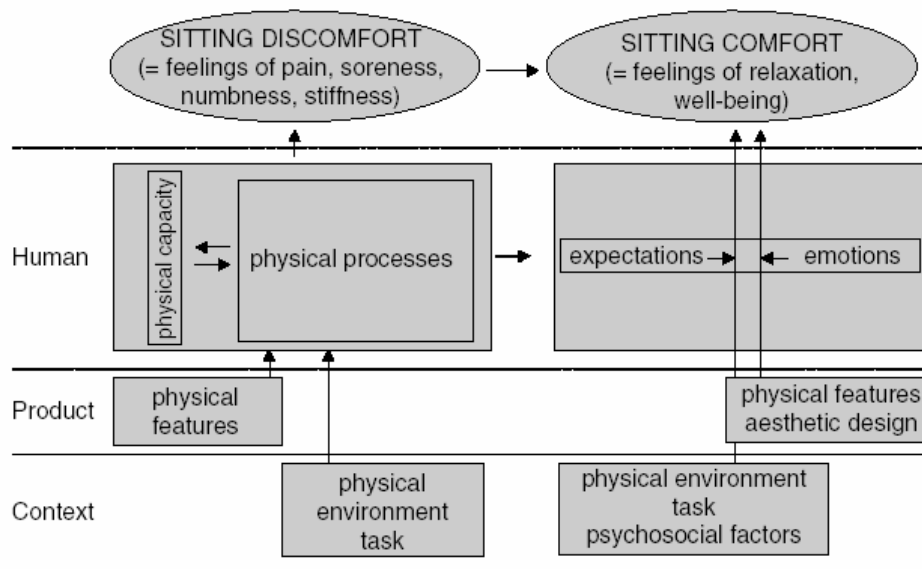 SITTING DISCOMFORT
(= feelings of pain, soreness,
numbness, stiffness)
SITTING COMFORT
(= feelings of relaxation,
well-being)
Human
physical capacity
physical processes
expectations
emotions
Product
physical
features
physical features
aesthetic design
Context
physical
environment
task
physical environment
task
psychosocial factors